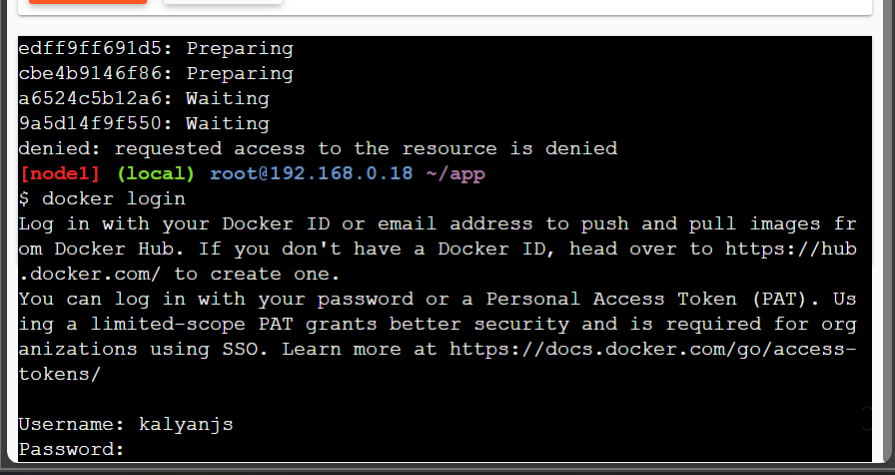 edff9ff691d5: Preparing
cbe4b9146f86: Preparing
a6524c5b12a6: Waiting
9a5d14f9f550: Waiting
denied: requested access to the resource is denied
[node1] (local) root@192.168.0.18 ~/app
$ docker login
Log in with your Docker ID or email address to push and pull images fr
om Docker Hub. If you don't have a Docker ID, head over to https://hub
.docker.com/ to create one.
You can log in with your password or a Personal Access Token (PAT). Us
ing a limited-scope PAT grants better security and is required for org
anizations using SSO. Learn more at https://docs.docker.com/go/access-
tokens/
Username: kalyanjs
Password: